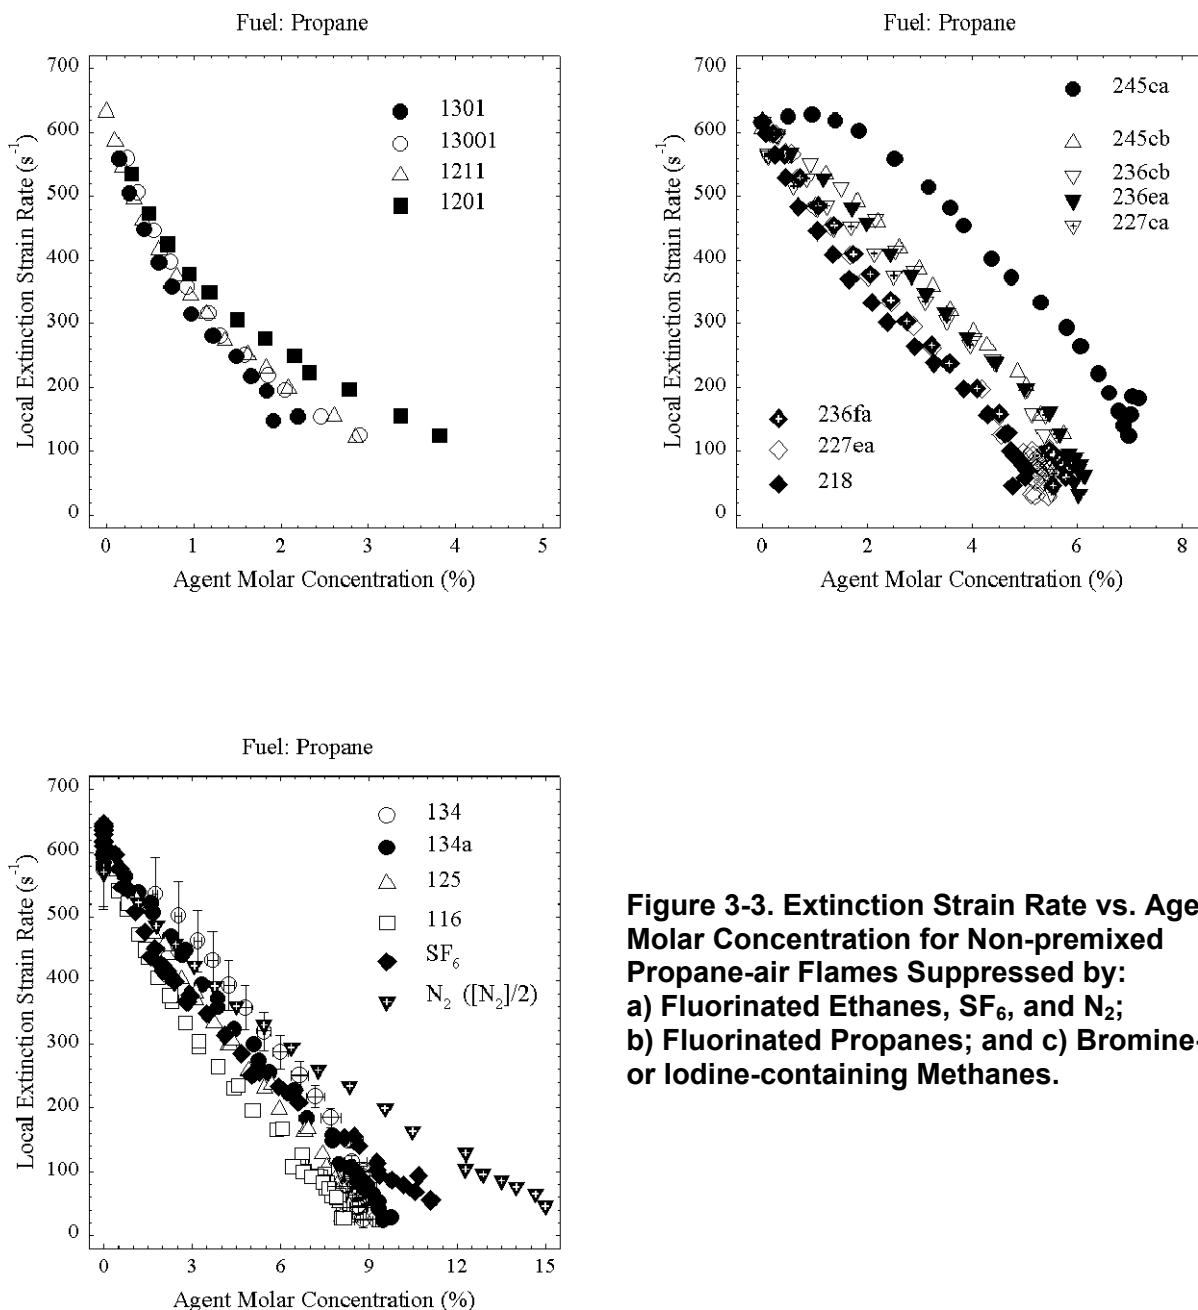 Fuel: Propane
700
600
500
400
300
200
100
0
Local Extinction Strain Rate (s⁻¹)
1301
13001
1211
1201
0 1 2 3 4 5
Agent Molar Concentration (%)
Fuel: Propane
700
600
500
400
300
200
100
0
Local Extinction Strain Rate (s⁻¹)
245ca
245cb
236cb
236ea
227ca
236fa
227ea
218
0 2 4 6 8
Agent Molar Concentration (%)
Fuel: Propane
700
600
500
400
300
200
100
0
Local Extinction Strain Rate (s⁻¹)
134
134a
125
116
SF₆
N₂ ([N₂]/2)
0 3 6 9 12 15
Agent Molar Concentration (%)
Figure 3-3. Extinction Strain Rate vs. Age
Molar Concentration for Non-premixed
Propane-air Flames Suppressed by:
a) Fluorinated Ethanes, SF₆, and N₂;
b) Fluorinated Propanes; and c) Bromine-
or Iodine-containing Methanes.